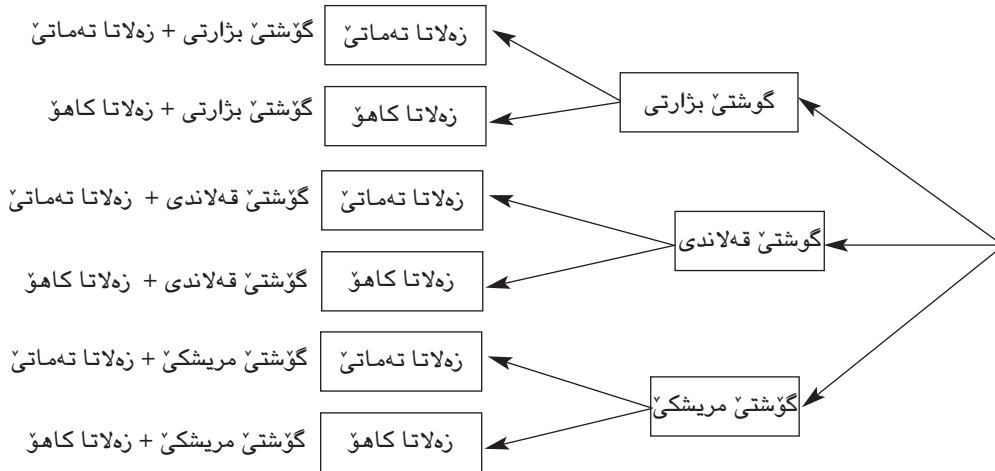 گۆشتێ بژارتی + زەلاتا تەماتێ
زەلاتا تەماتێ
گوشتێ بژارتی
گۆشتێ بژارتی + زەلاتا کاهۆ
زەلاتا کاهۆ
گۆشتێ قەلاندی + زەلاتا تەماتێ
زەلاتا تەماتێ
گوشتێ قەلاندی
گۆشتێ قەلاندی + زەلاتا کاهۆ
زەلاتا کاهۆ
گۆشتێ مریشکێ + زەلاتا تەماتێ
زەلاتا تەماتێ
گۆشتێ مریشکێ
گۆشتێ مریشکێ + زەلاتا کاهۆ
زەلاتا کاهۆ